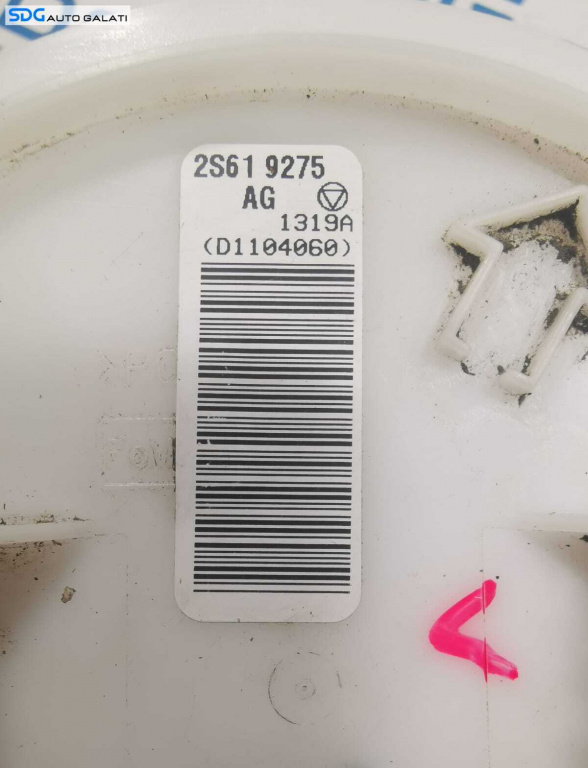 SDG AUTO GALATI
2S61 9275
AG
1319A
(D1104060)